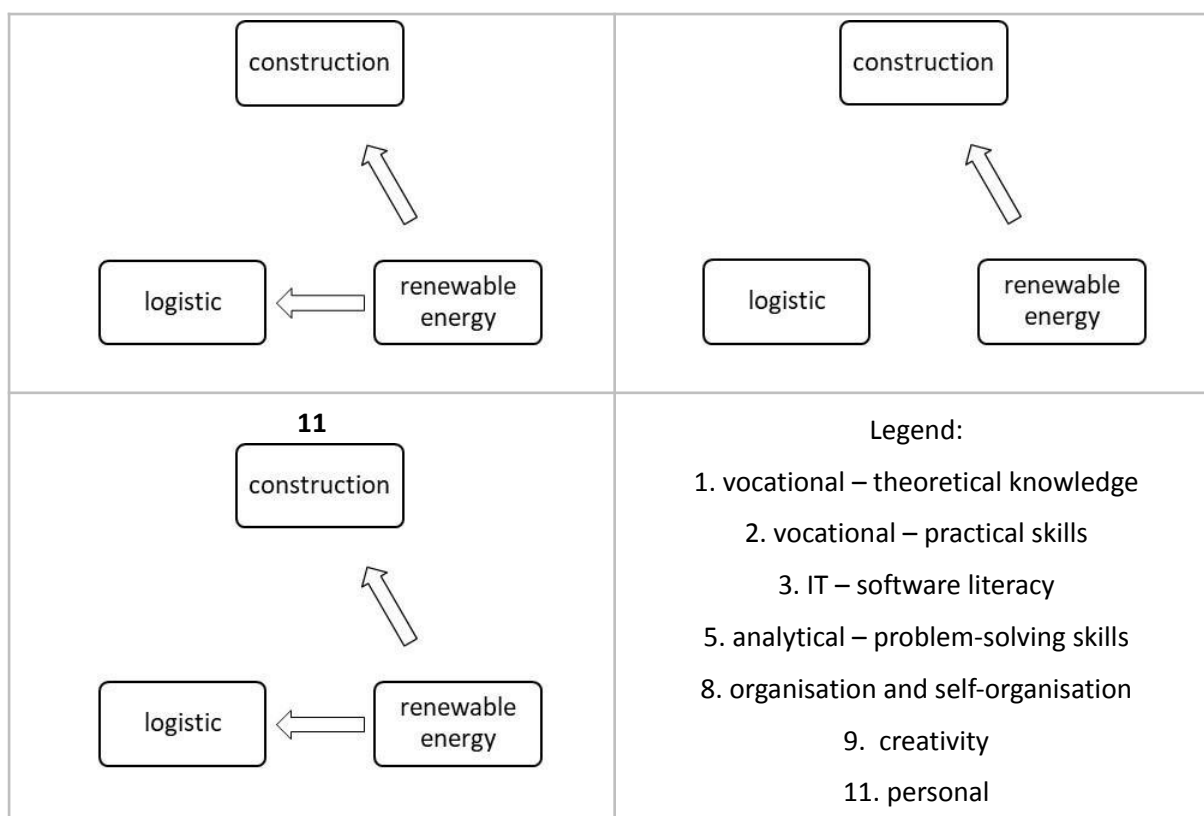 construction
logistic
renewable
energy
construction
logistic
renewable
energy
11
construction
logistic
renewable
energy
Legend:
1. vocational – theoretical knowledge
2. vocational – practical skills
3. IT – software literacy
5. analytical – problem-solving skills
8. organisation and self-organisation
9. creativity
11. personal